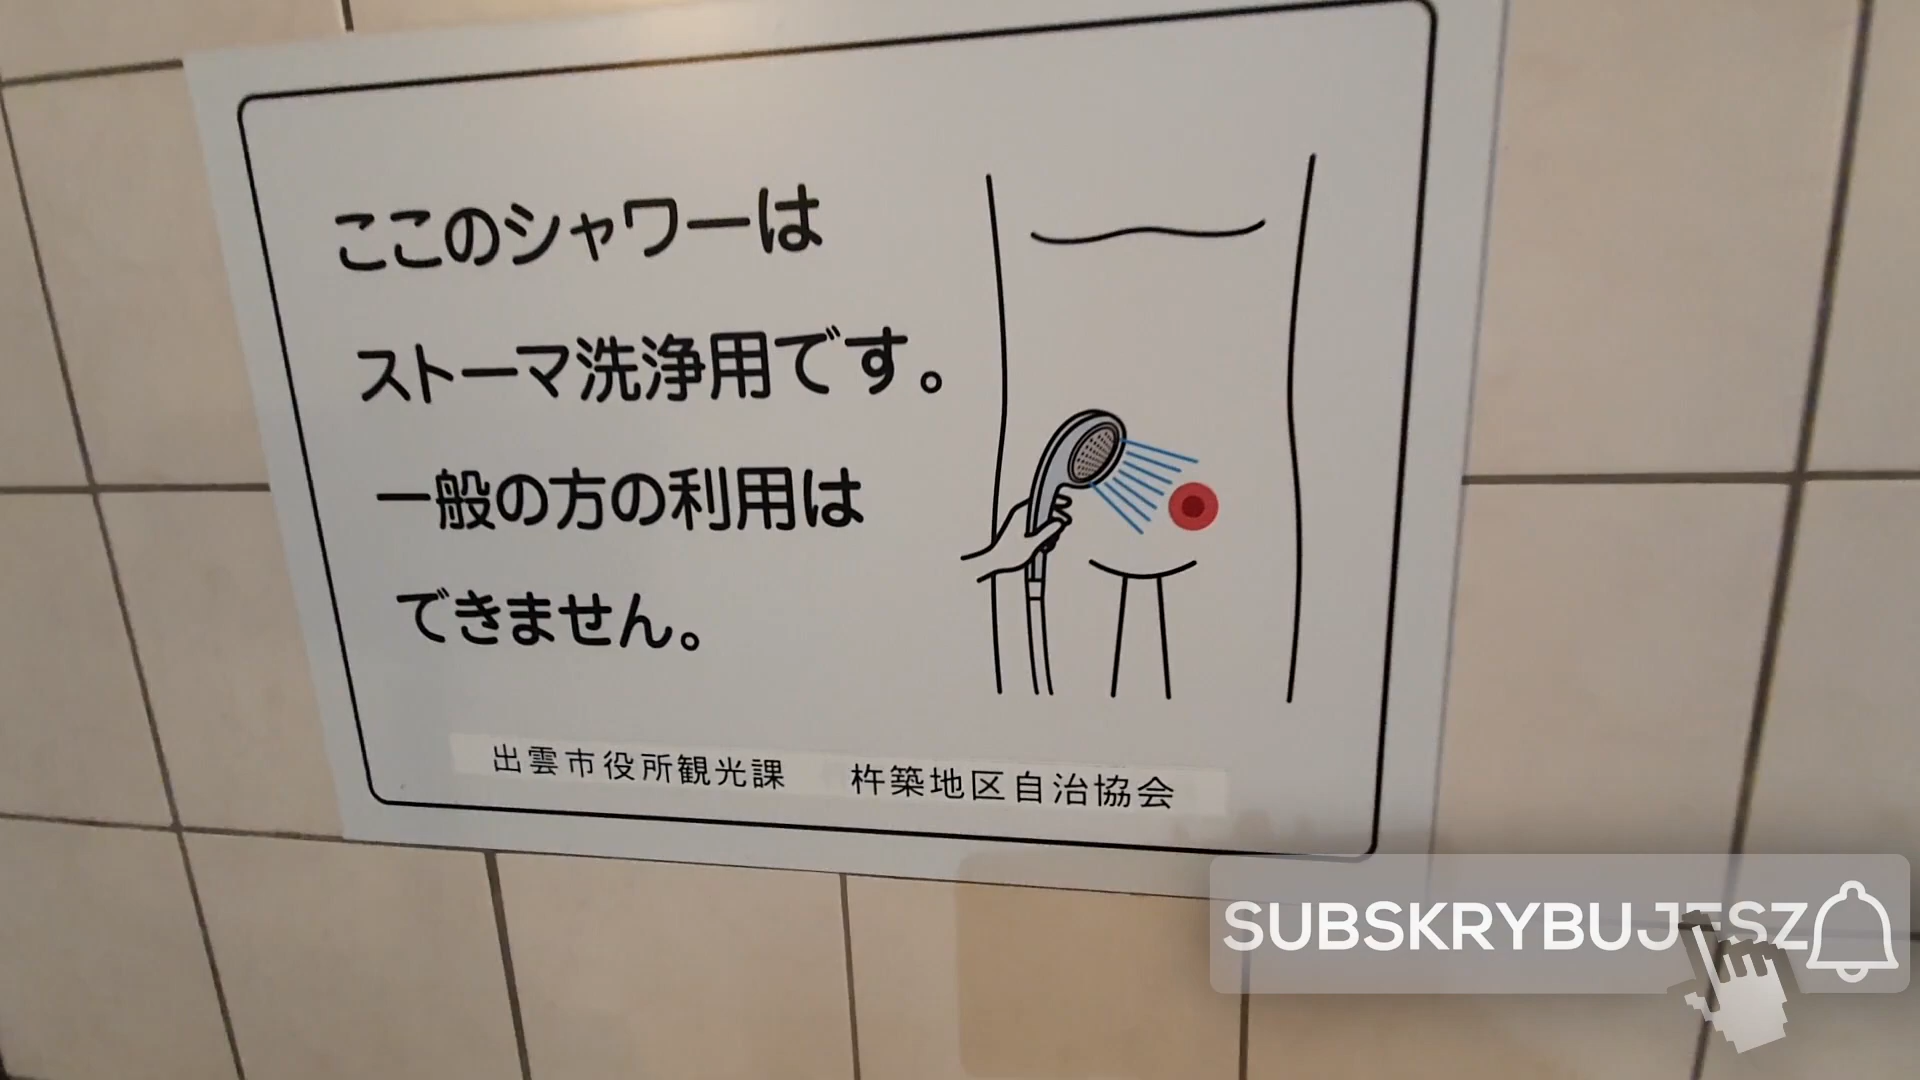 ここのシャワーは
ストーマ洗浄用です。
一般の方の利用は
できません。
出雲市役所観光課 杵築地区自治協会
SUBSKRYBUJESZ